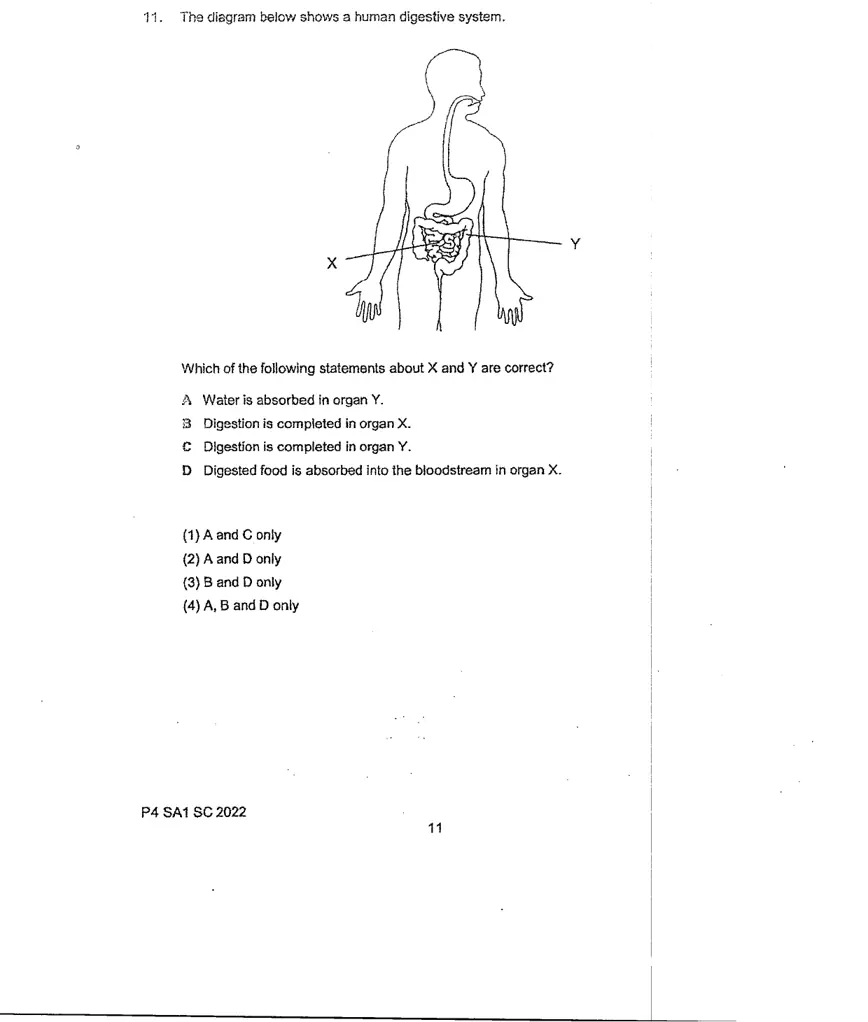 11. The diagram below shows a human digestive system.
X
Y
Which of the following statements about X and Y are correct?
A Water is absorbed in organ Y.
B Digestion is completed in organ X.
C Digestion is completed in organ Y.
D Digested food is absorbed into the bloodstream in organ X.
(1) A and C only
(2) A and D only
(3) B and D only
(4) A, B and D only
P4 SA1 SC 2022
11